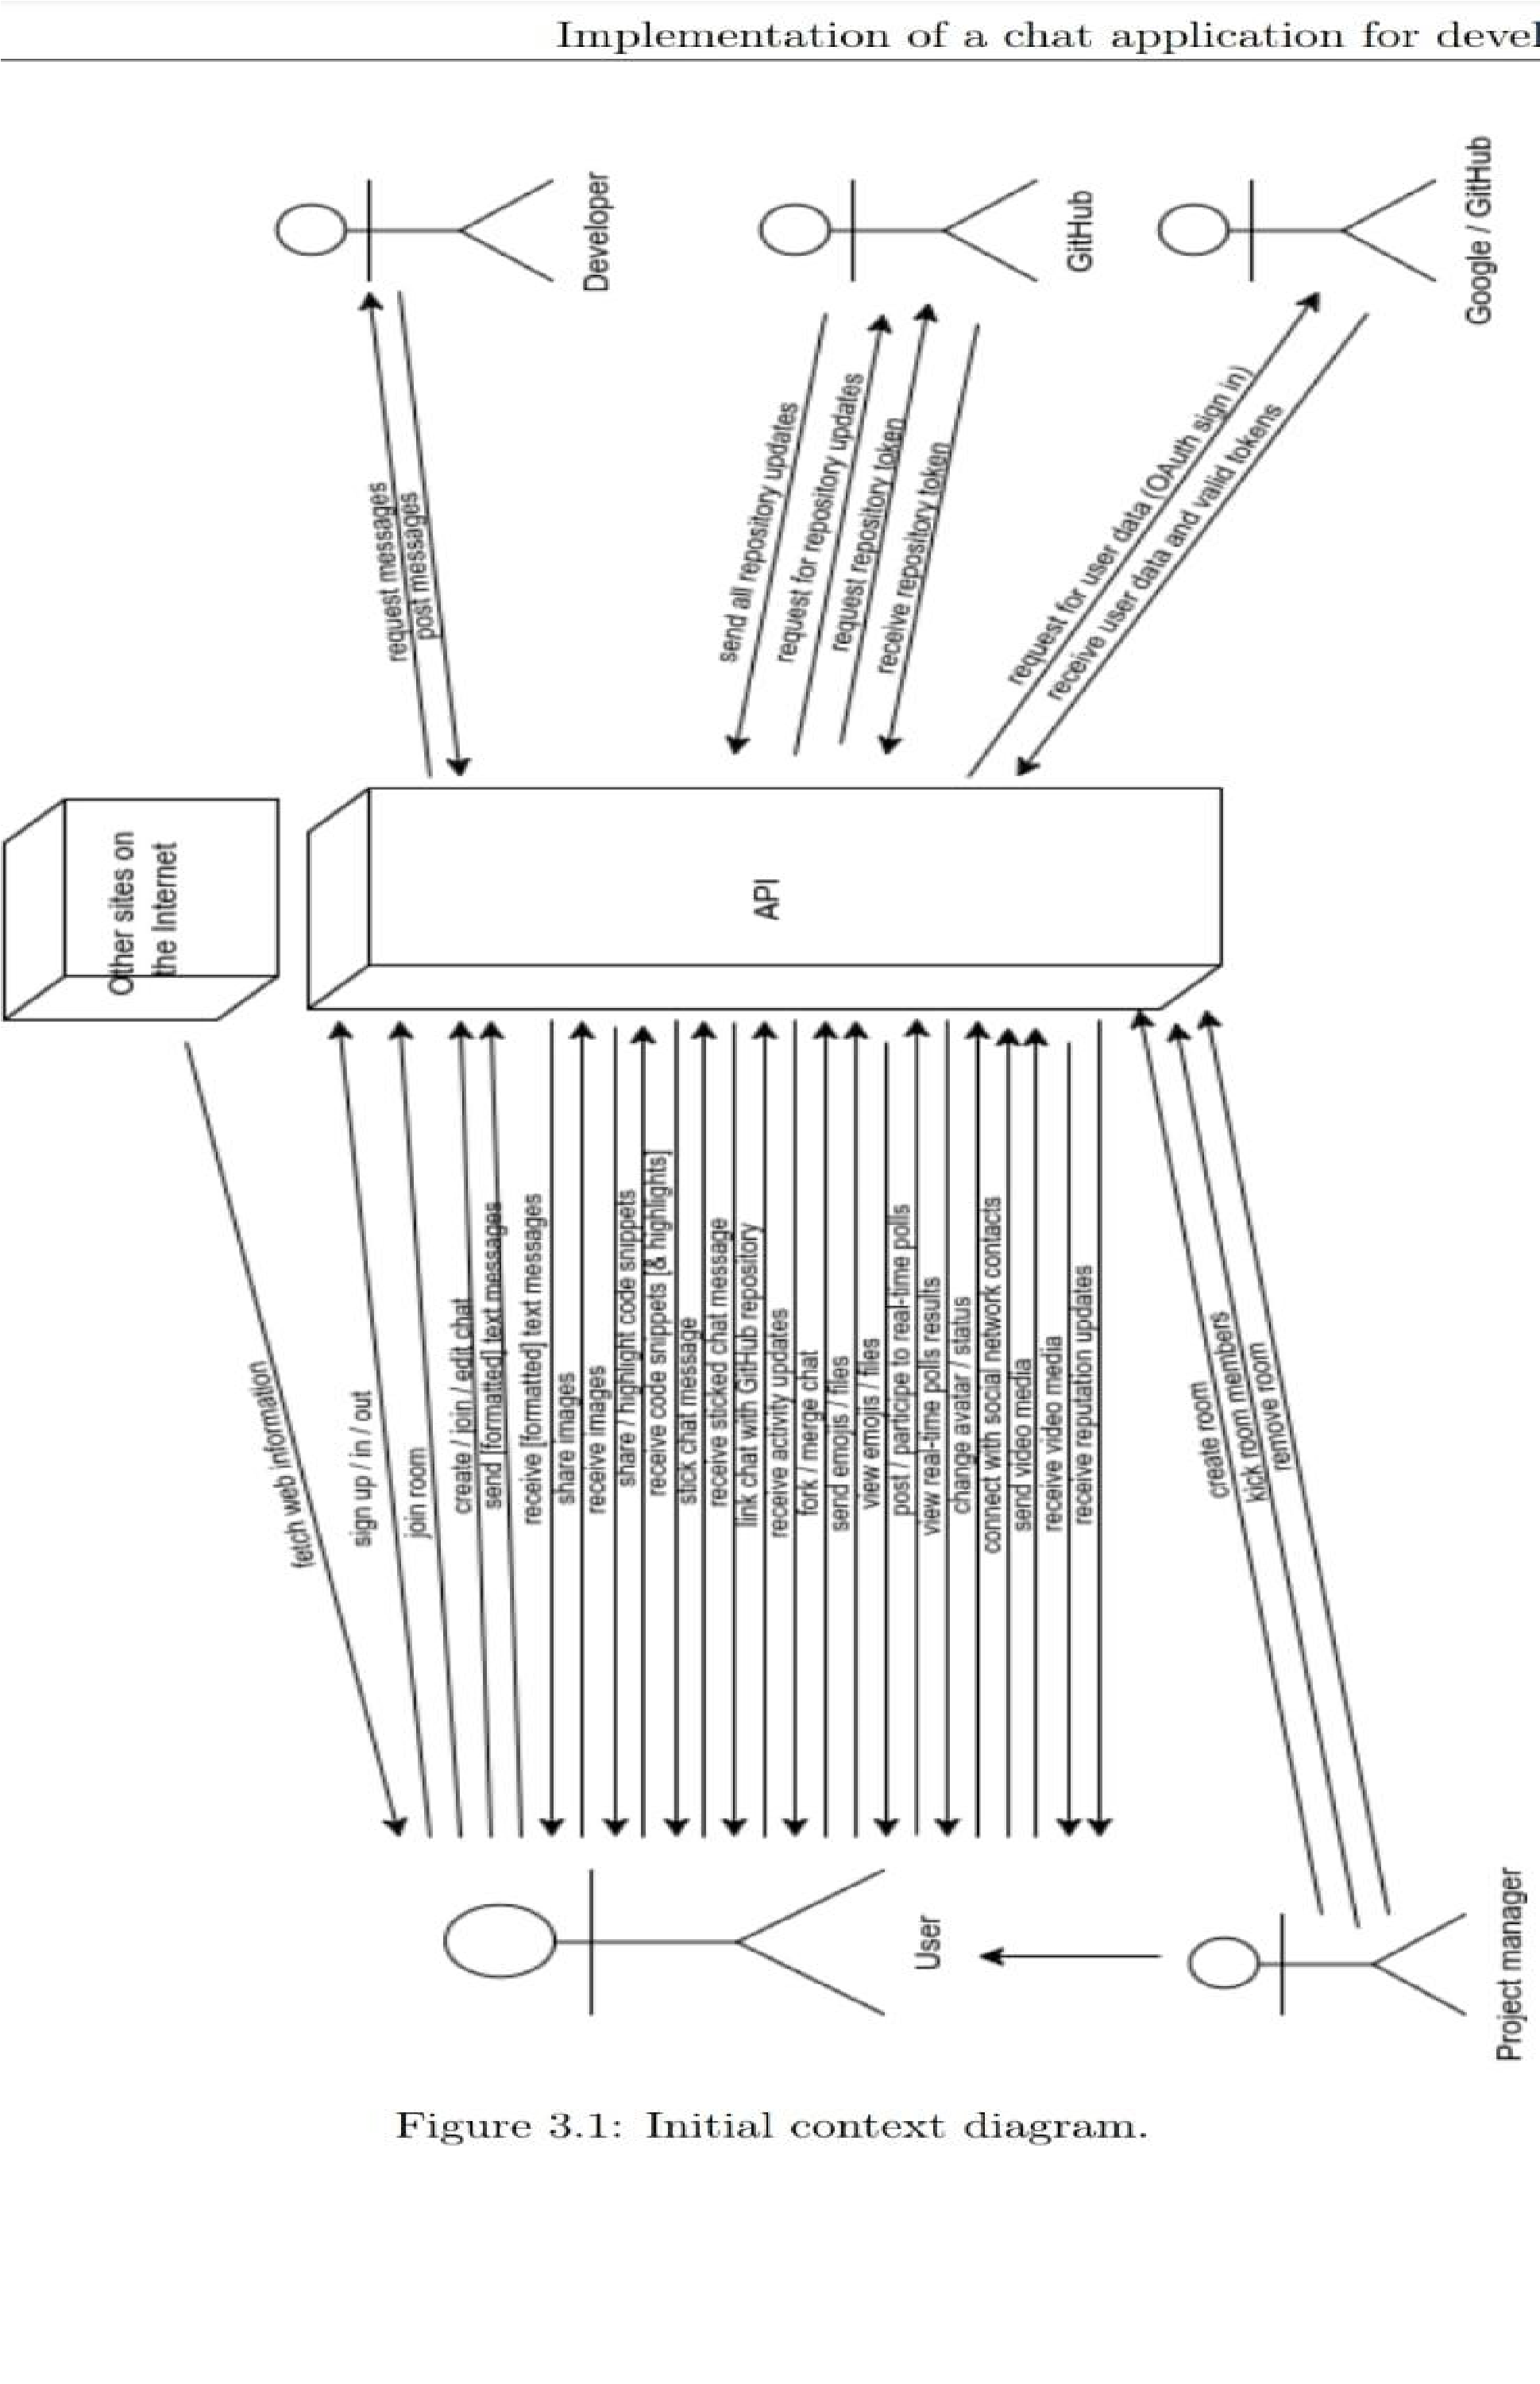 Implementation of a chat application for devel
Other sites on
the Internet
API
Developer
GitHub
Google / GitHub
User
Project manager
request messages
post messages
send all repository updates
request for repository updates
request repository token
receive repository token
request for user data (OAuth sign in)
receive user data and valid tokens
fetch web information
sign up / in / out
join room
create / join / edit chat
send [formatted] text messages
receive [formatted] text messages
share images
receive images
share / highlight code snippets
receive code snippets [& highlights]
stick chat message
receive sticked chat message
link chat with GitHub repository
receive activity updates
fork / merge chat
send emojis / files
view emojis / files
post / participe to real-time polls
view real-time polls results
change avatar / status
connect with social network contacts
send video media
receive video media
receive reputation updates
create room
kick room members
remove room
Figure 3.1: Initial context diagram.